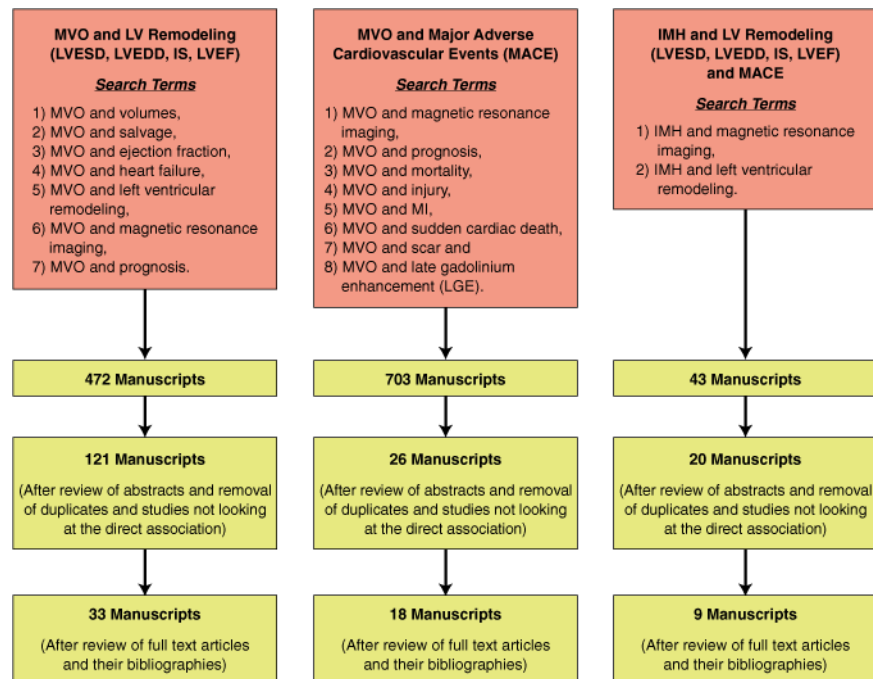 MVO and LV Remodeling
(LVESD, LVEDD, IS, LVEF)
Search Terms
1) MVO and volumes,
2) MVO and salvage,
3) MVO and ejection fraction,
4) MVO and heart failure,
5) MVO and left ventricular
remodeling,
6) MVO and magnetic resonance
imaging,
7) MVO and prognosis.
MVO and Major Adverse
Cardiovascular Events (MACE)
Search Terms
1) MVO and magnetic resonance
imaging,
2) MVO and prognosis,
3) MVO and mortality,
4) MVO and injury,
5) MVO and MI,
6) MVO and sudden cardiac death,
7) MVO and scar and
8) MVO and late gadolinium
enhancement (LGE).
IMH and LV Remodeling
(LVESD, LVEDD, IS, LVEF)
and MACE
Search Terms
1) IMH and magnetic resonance
imaging,
2) IMH and left ventricular
remodeling.
472 Manuscripts
703 Manuscripts
43 Manuscripts
121 Manuscripts
(After review of abstracts and removal
of duplicates and studies not looking
at the direct association)
26 Manuscripts
(After review of abstracts and removal
of duplicates and studies not looking
at the direct association)
20 Manuscripts
(After review of abstracts and removal
of duplicates and studies not looking
at the direct association)
33 Manuscripts
(After review of full text articles
and their bibliographies)
18 Manuscripts
(After review of full text articles
and their bibliographies)
9 Manuscripts
(After review of full text articles
and their bibliographies)